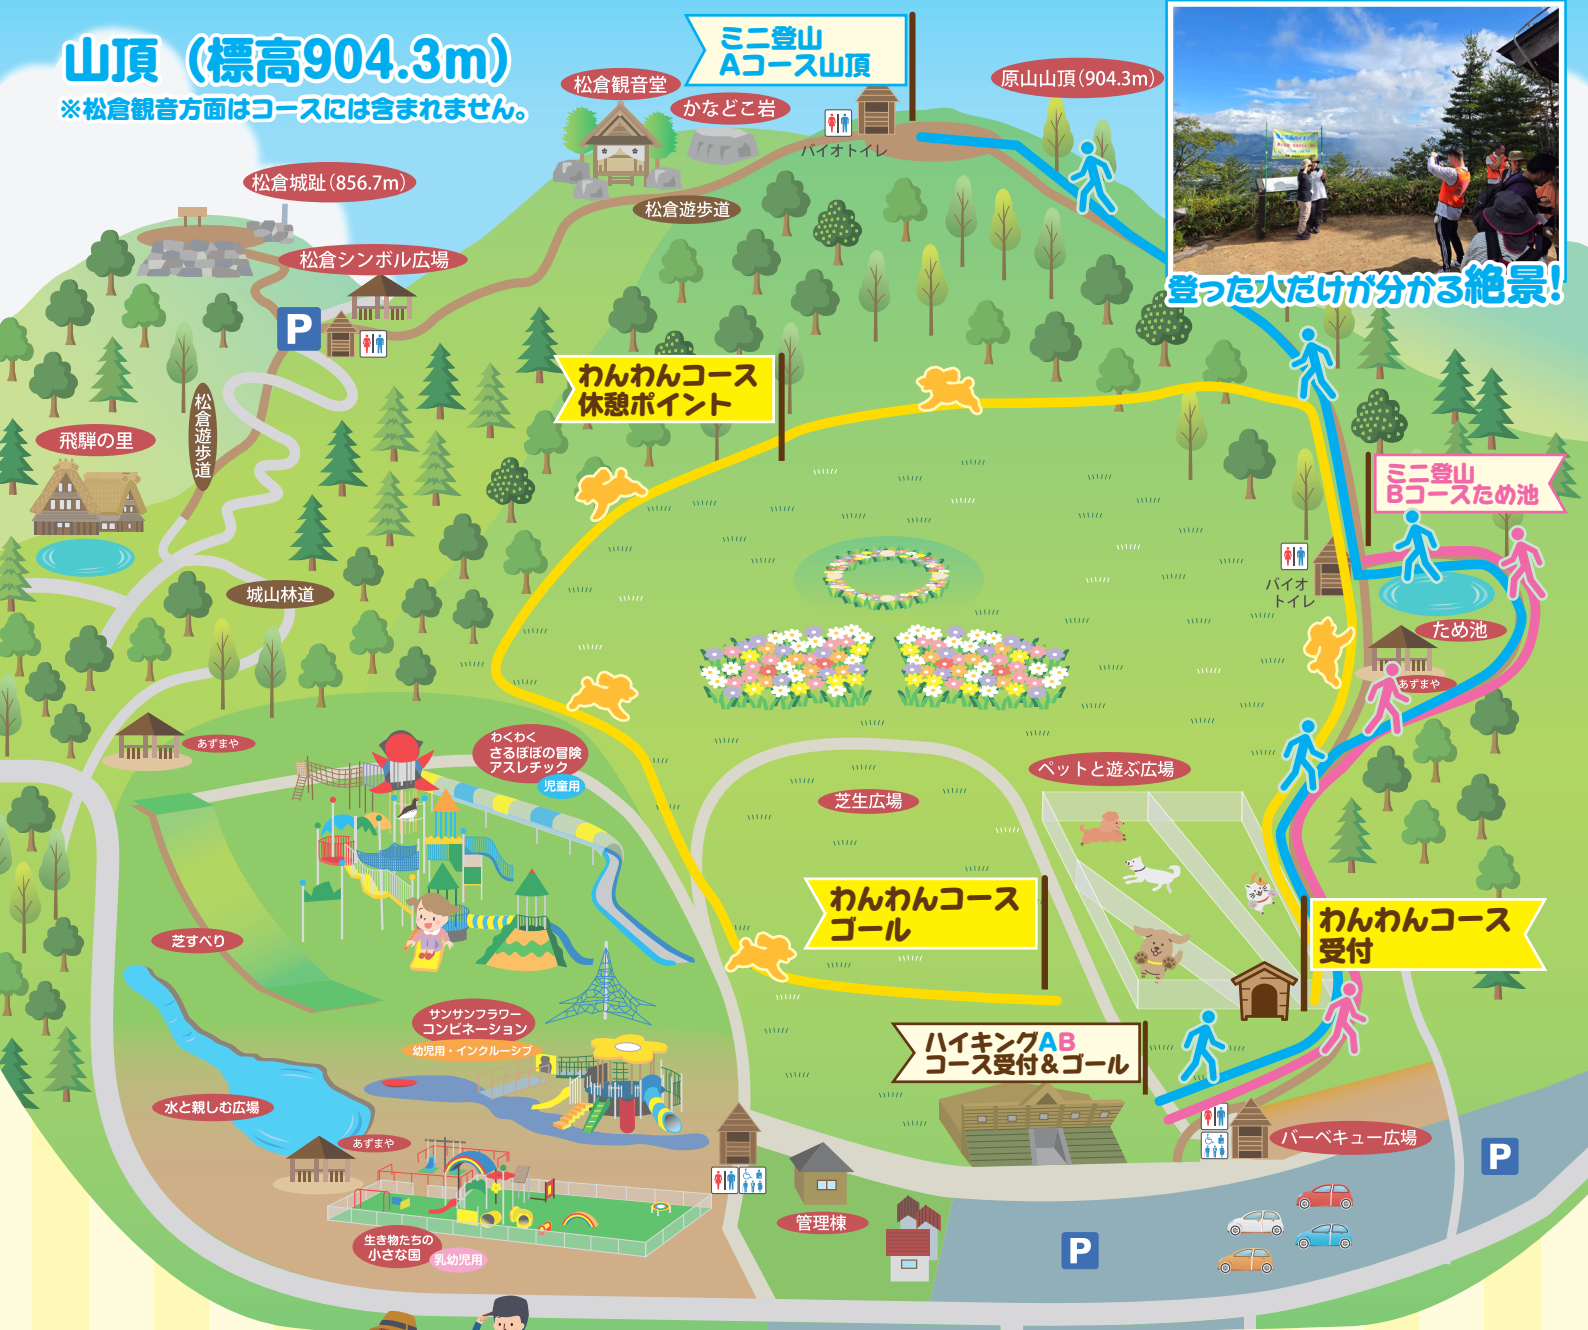 山頂（標高904.3m）
※松倉観音方面はコースには含まれません。
ミニ登山
Aコース山頂
松倉観音堂
かなどこ岩
原山山頂（904.3m）
バイオトイレ
松倉城趾（856.7m）
松倉遊歩道
松倉シンボル広場
登った人だけが分かる絶景!
P
わんわんコース
休憩ポイント
松倉遊歩道
飛騨の里
ミニ登山
Bコースため池
バイオ
トイレ
城山林道
ため池
あずまや
あずまや
わくわく
さるぼぼの冒険
アスレチック
児童用
ペットと遊ぶ広場
芝生広場
わんわんコース
ゴール
わんわんコース
受付
芝すべり
サンサンフラワー
コンビネーション
幼児用・インクルーシブ
ハイキングAB
コース受付＆ゴール
水と親しむ広場
あずまや
バーベキュー広場
P
管理棟
生き物たちの
小さな国
乳幼児用
P